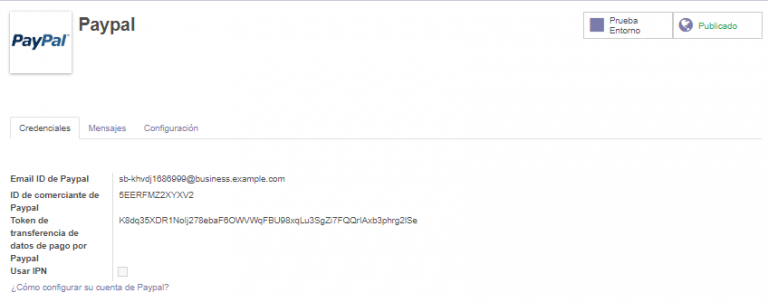 PayPal
Paypal
Prueba
Entorno
Publicado
Credenciales Mensajes Configuración
Email ID de Paypal sb-khvdj1686999@business.example.com
ID de comerciante de 5EERFMZ2XYXV2
Paypal
Token de K8dq35XDR1Nolj278ebaF6OWVWqFBU98xqLu3SgZi7FQQrIAxb3phrg2lSe
transferencia de
datos de pago por
Paypal
Usar IPN
¿Cómo configurar su cuenta de Paypal?